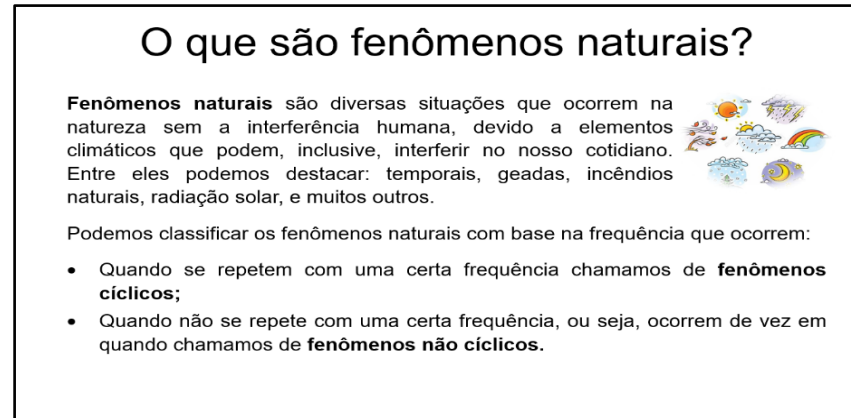 O que são fenômenos naturais?
Fenômenos naturais são diversas situações que ocorrem na
natureza sem a interferência humana, devido a elementos
climáticos que podem, inclusive, interferir no nosso cotidiano.
Entre eles podemos destacar: temporais, geadas, incêndios
naturais, radiação solar, e muitos outros.
Podemos classificar os fenômenos naturais com base na frequência que ocorrem:
• Quando se repetem com uma certa frequência chamamos de fenômenos
cíclicos;
• Quando não se repete com uma certa frequência, ou seja, ocorrem de vez em
quando chamamos de fenômenos não cíclicos.